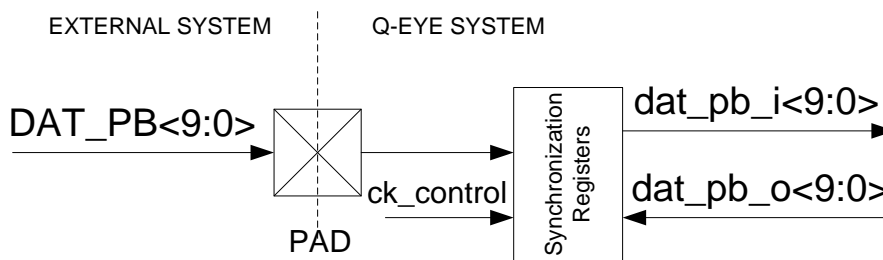 EXTERNAL SYSTEM
Q-EYE SYSTEM
DAT_PB<9:0>
PAD
ck_control
Synchronization
Registers
dat_pb_i<9:0>
dat_pb_o<9:0>